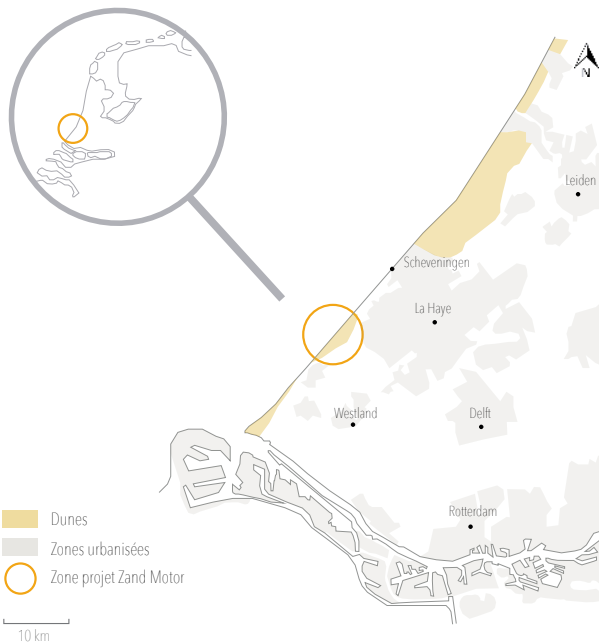 N
Leiden
Scheveningen
La Haye
Westland
Delft
Rotterdam
Dunes
Zones urbanisées
Zone projet Zand Motor
10 km